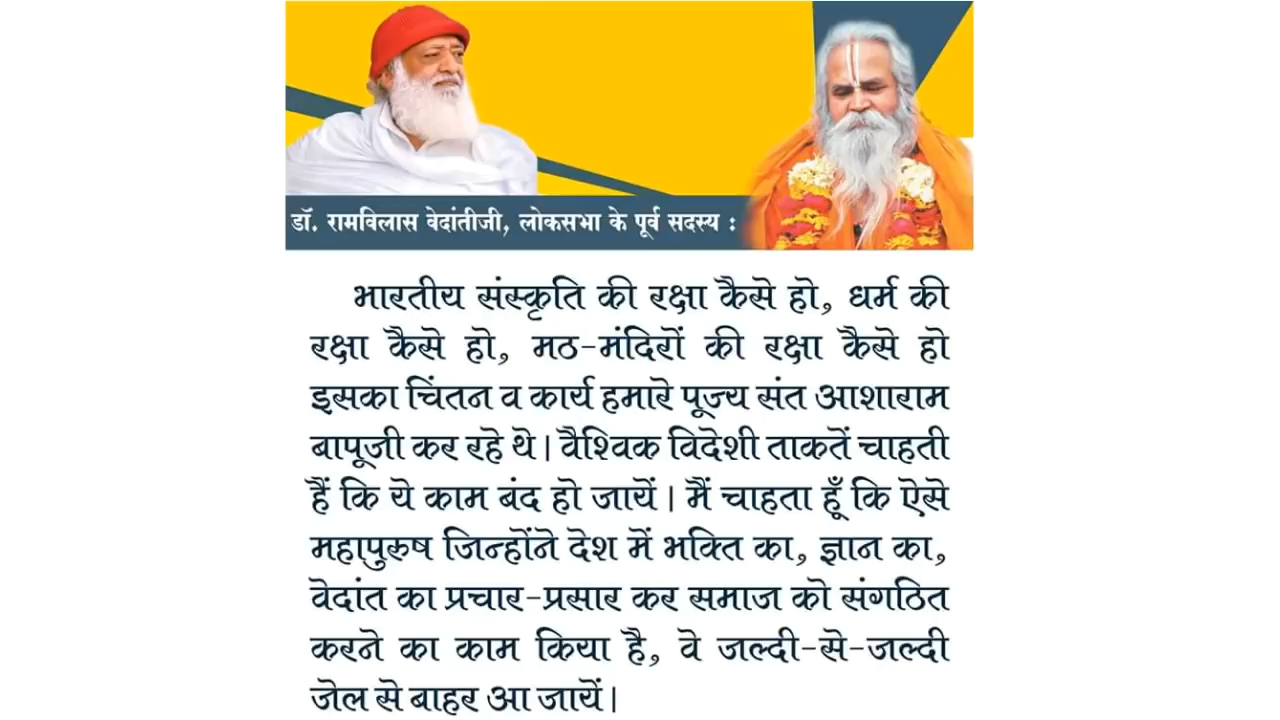 डॉ. रामविलास वेदांतीजी, लोकसभा के पूर्व सदस्य :
भारतीय संस्कृति की रक्षा कैसे हो, धर्म की
रक्षा कैसे हो, मठ-मंदिरों की रक्षा कैसे हो
इसका चिंतन व कार्य हमारे पूज्य संत आशाराम
बापूजी कर रहे थे। वैश्विक विदेशी ताकतें चाहती
हैं कि ये काम बंद हो जायें। मैं चाहता हूँ कि ऐसे
महापुरुष जिन्होंने देश में भक्ति का, ज्ञान का,
वेदांत का प्रचार-प्रसार कर समाज को संगठित
करने का काम किया है, वे जल्दी-से-जल्दी
जेल से बाहर आ जायें।